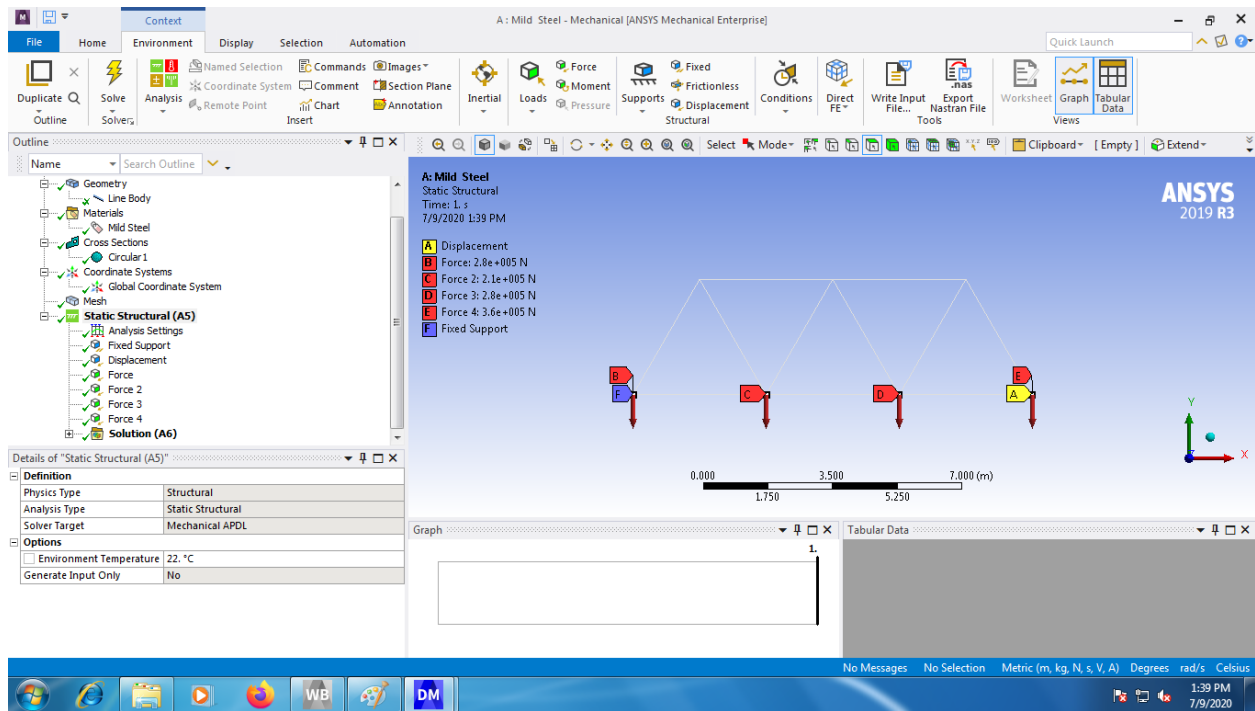 M
Context
A : Mild Steel - Mechanical [ANSYS Mechanical Enterprise]
File Home Environment Display Selection Automation
Quick Launch
Duplicate Q Solve Analysis
Named Selection Commands Images
Coordinate System Comment Section Plane
Remote Point Chart Annotation
Inertial Loads
Force
Moment
Pressure
Supports
Fixed
Frictionless
Displacement
Conditions Direct FE
Write Input File...
.nas
Export Nastran File
Worksheet Graph Tabular Data
Outline Solver Insert Structural Tools Views
Outline
Name Search Outline
Geometry
Line Body
Materials
Mild Steel
Cross Sections
Circular1
Coordinate Systems
Global Coordinate System
Mesh
Static Structural (A5)
Analysis Settings
Fixed Support
Displacement
Force
Force 2
Force 3
Force 4
Solution (A6)
Details of "Static Structural (A5)"
Definition
Physics Type Structural
Analysis Type Static Structural
Solver Target Mechanical APDL
Options
Environment Temperature 22. °C
Generate Input Only No
Select Mode Clipboard [ Empty ] Extend
A: Mild Steel
Static Structural
Time: 1. s
7/9/2020 1:39 PM
A Displacement
B Force: 2.8e+005 N
C Force 2: 2.1e+005 N
D Force 3: 2.8e+005 N
E Force 4: 3.6e+005 N
F Fixed Support
ANSYS
2019 R3
B
F
C
D
E
A
Y
X
0.000 3.500 7.000 (m)
1.750 5.250
Graph
1.
Tabular Data
No Messages No Selection Metric (m, kg, N, s, V, A) Degrees rad/s Celsius
WB DM
1:39 PM
7/9/2020